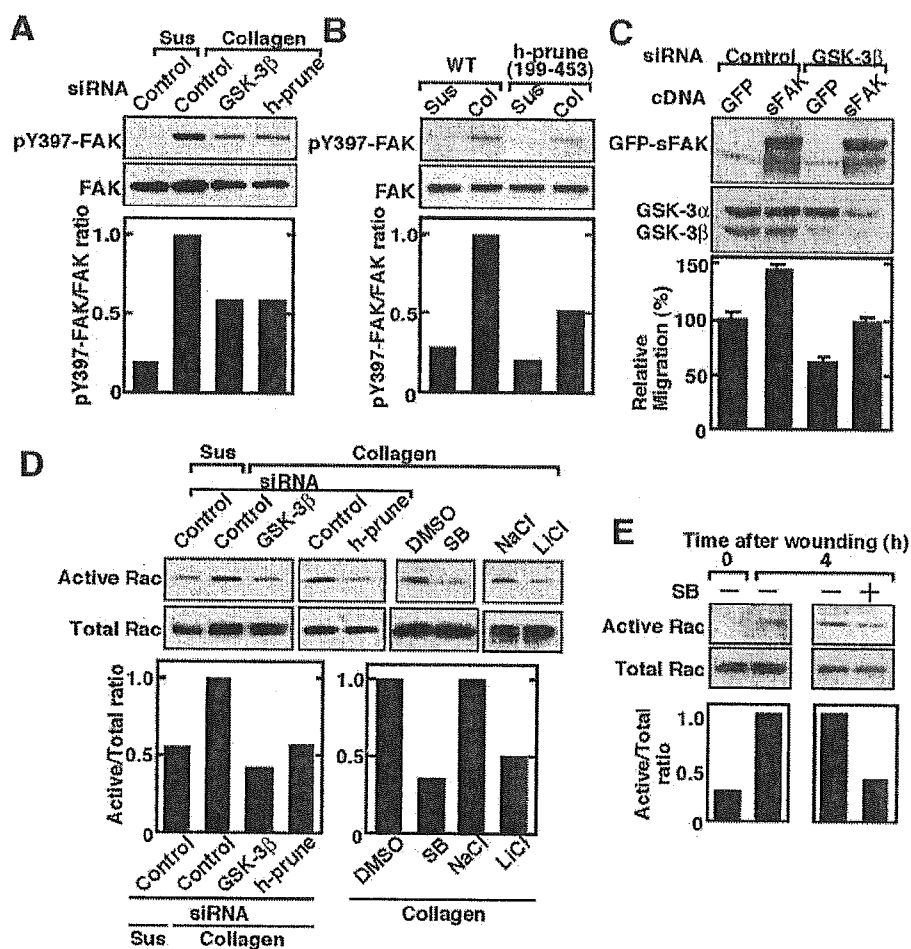 A
Sus Collagen
siRNA Control Control GSK-3β h-prune
pY397-FAK
FAK
pY397-FAK/FAK ratio
1.0
0.5
0
B
WT h-prune (199-453)
Sus Col Sus Col
pY397-FAK
FAK
pY397-FAK/FAK ratio
1.0
0.5
0
C
siRNA Control GSK-3β
cDNA GFP sFAK GFP sFAK
GFP-sFAK
GSK-3α
GSK-3β
Relative Migration (%)
150
100
50
0
D
Sus Collagen
siRNA
Control Control GSK-3β Control h-prune DMSO SB NaCl LiCl
Active Rac
Total Rac
Active/Total ratio
1.0
0.5
0
Control Control GSK-3β h-prune
siRNA
Sus Collagen
1.0
0.5
0
DMSO SB NaCl LiCl
Collagen
E
Time after wounding (h)
0 4
SB − − − +
Active Rac
Total Rac
Active/Total ratio
1.0
0.5
0